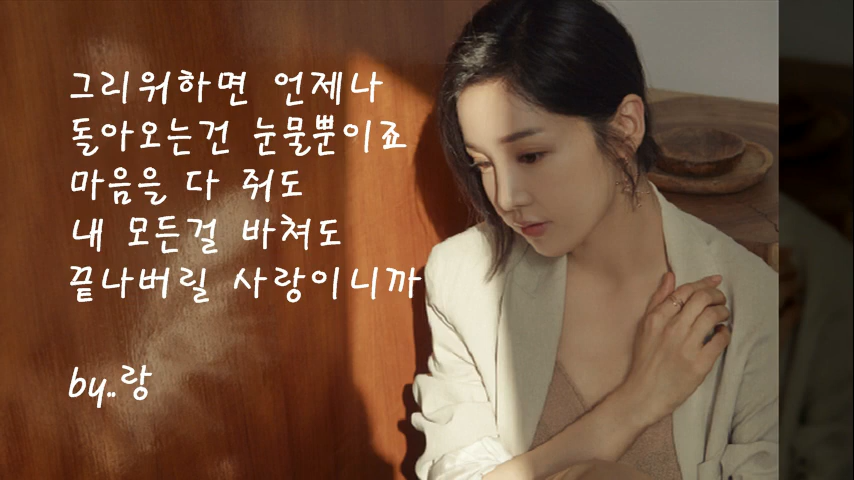 그리워하면 언제나
돌아오는건 눈물뿐이죠
마음을 다 줘도
내 모든걸 바쳐도
끝나버릴 사랑이니까
by..랑